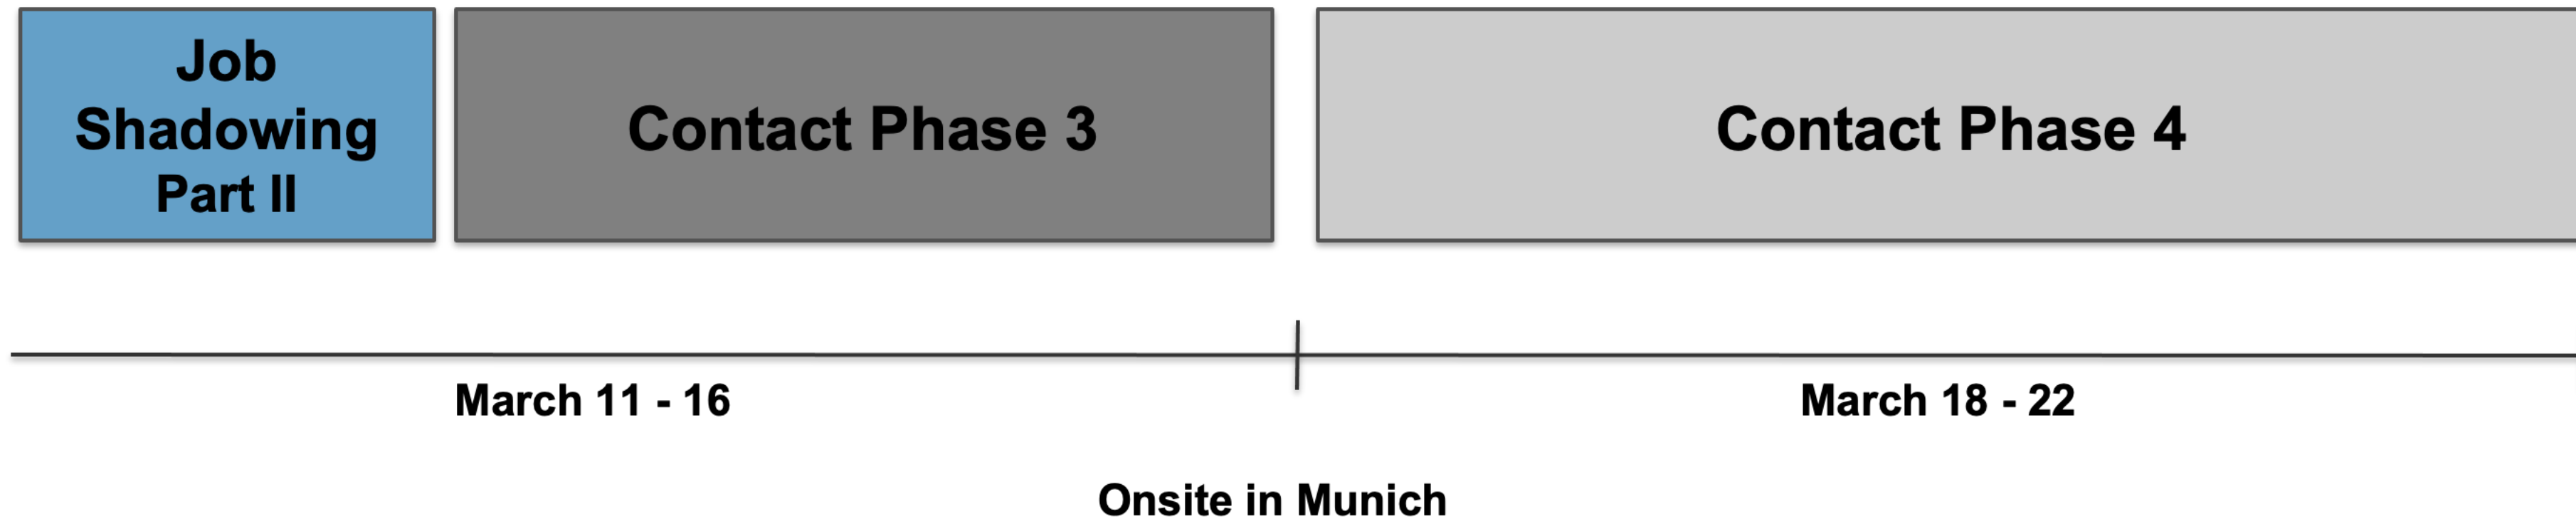 Job
Shadowing
Part II
Contact Phase 3
Contact Phase 4
March 11 - 16
March 18 - 22
Onsite in Munich